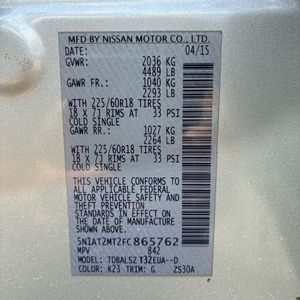 MFD BY NISSAN MOTOR CO., LTD.
DATE: 04/15
GVWR: 2036 KG
4489 LB
GAWR FR.: 1040 KG
2293 LB
WITH 225/60R18 TIRES
18 X 7J RIMS AT 33 PSI
COLD SINGLE
GAWR RR.: 1027 KG
2264 LB
WITH 225/60R18 TIRES
18 X 7J RIMS AT 33 PSI
COLD SINGLE
THIS VEHICLE CONFORMS TO
ALL APPLICABLE FEDERAL
MOTOR VEHICLE SAFETY, BUMPER,
AND THEFT PREVENTION
STANDARDS IN EFFECT ON THE
DATE OF MANUFACTURE
SHOWN ABOVE.
5N1AT2MT2FC865762
MPV 842
MODEL: TDBALSZ T32EUA--D
COLOR: K23 TRIM: G ZS30A